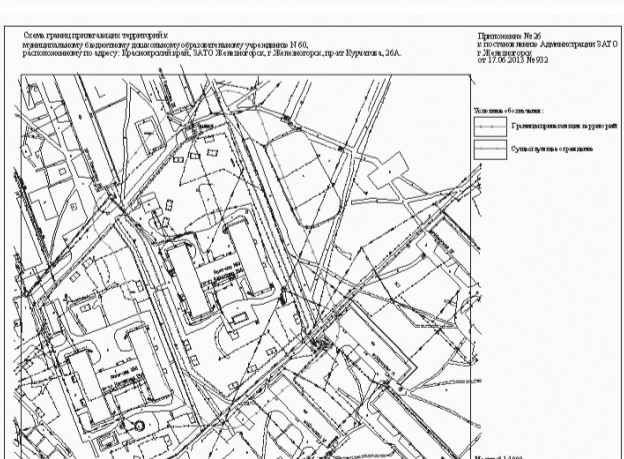 Схема границ прилегающих территорий к
муниципальному бюджетному дошкольному образовательному учреждению N 60,
расположенному по адресу: Красноярский край, ЗАТО Железногорск, г.Железногорск, пр-кт Курчатова, 26А.
Приложение № 26
к постановлению Администрации ЗАТО
г.Железногорск
от 17.06.2013 № 932
Условные обозначения:
Граница прилегающих территорий
Существующее ограждение